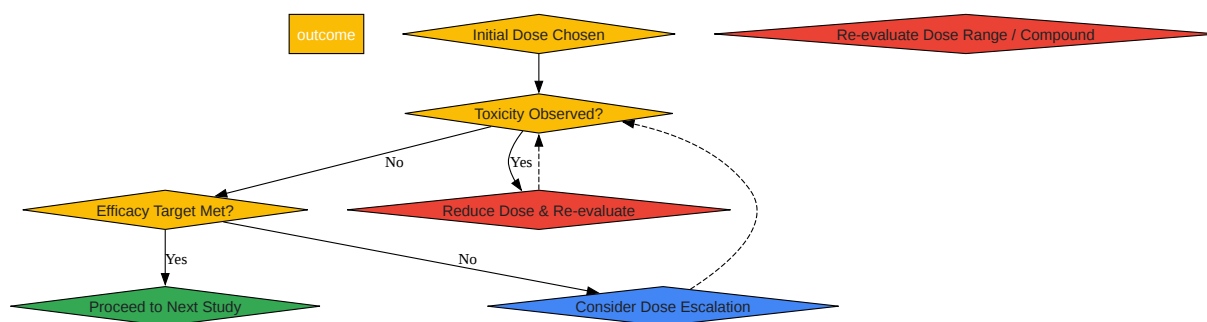 outcome
Initial Dose Chosen
Re-evaluate Dose Range / Compound
Toxicity Observed?
No
Yes
Efficacy Target Met?
Reduce Dose & Re-evaluate
Yes
No
Proceed to Next Study
Consider Dose Escalation